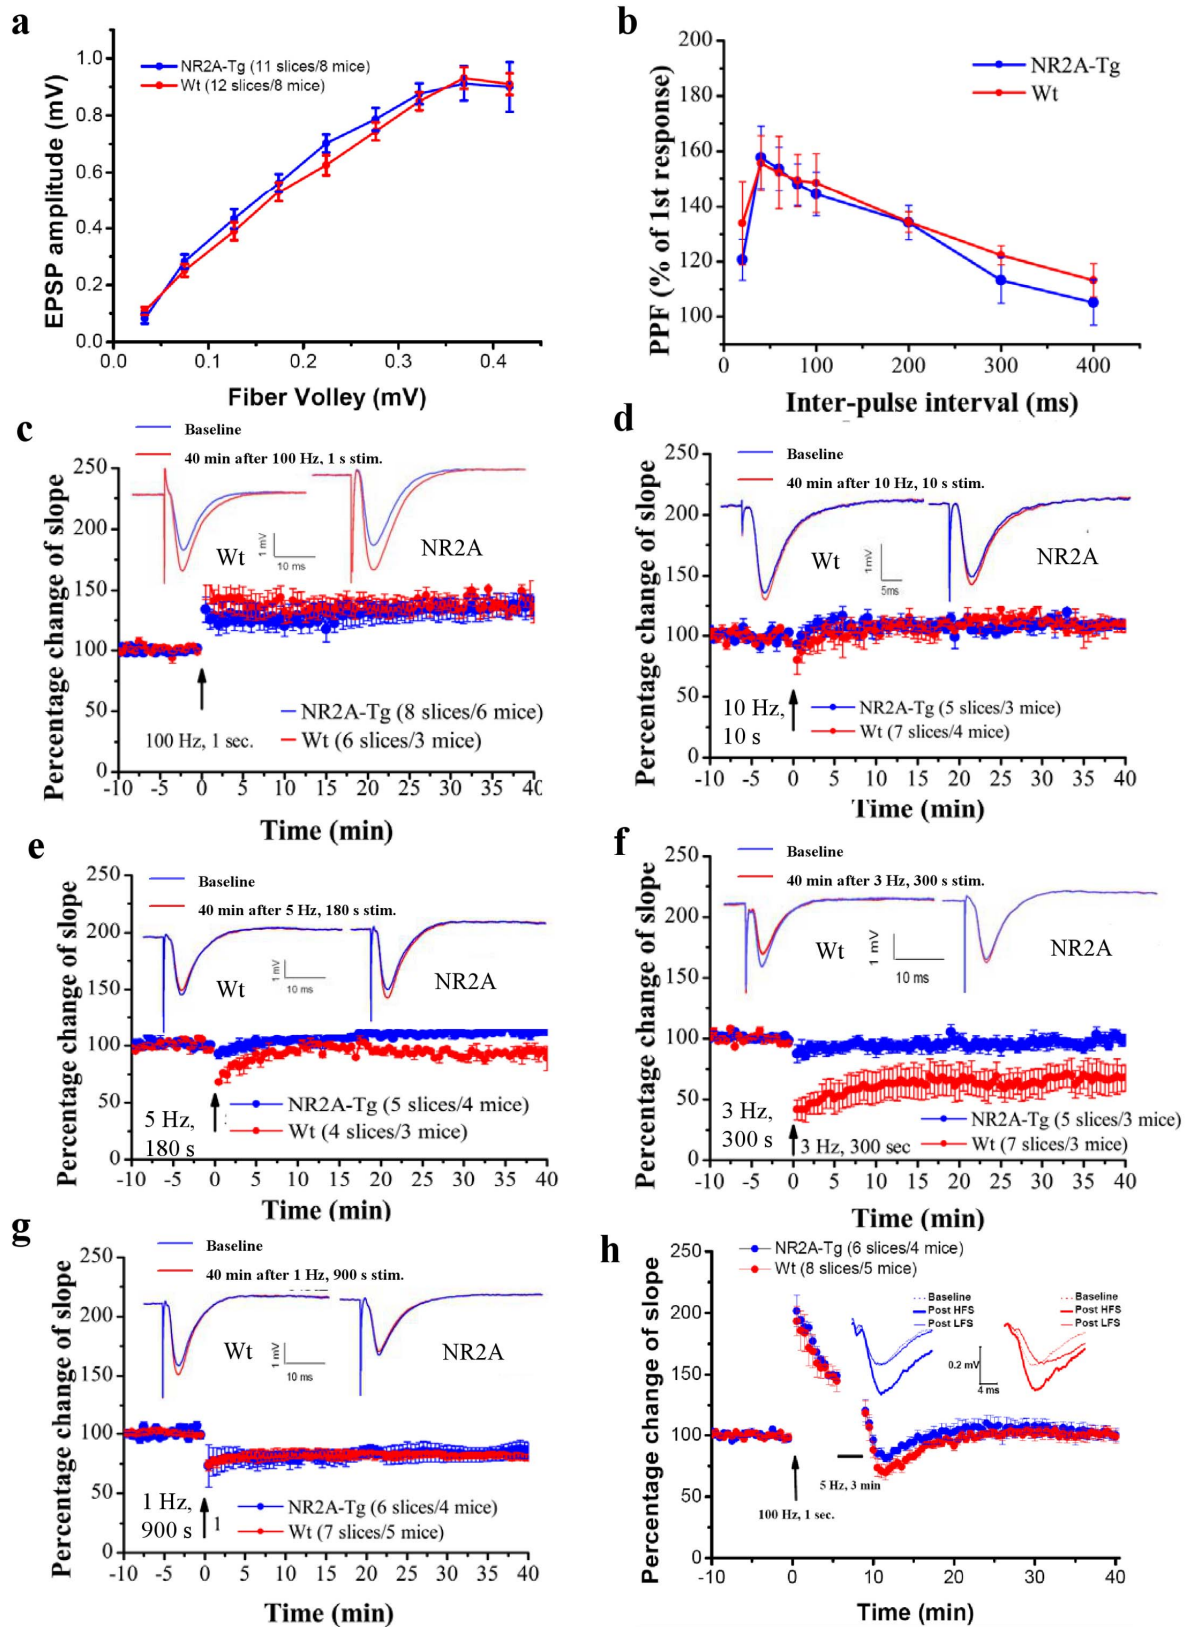 a
EPSP amplitude (mV)
1.0
0.8
0.6
0.4
0.2
0.0
NR2A-Tg (11 slices/8 mice)
Wt (12 slices/8 mice)
0.0 0.1 0.2 0.3 0.4
Fiber Volley (mV)
b
PPF (% of 1st response)
200
180
160
140
120
100
NR2A-Tg
Wt
0 50 100 150 200 250 300 350 400
Inter-pulse interval (ms)
c
Percentage change of slope
Baseline
40 min after 100 Hz, 1 s stim.
250
200
150
100
50
0
Wt
1 mV
10 ms
NR2A
100 Hz, 1 sec.
NR2A-Tg (8 slices/6 mice)
Wt (6 slices/3 mice)
-10 -5 0 5 10 15 20 25 30 35 40
Time (min)
d
Percentage change of slope
Baseline
40 min after 10 Hz, 10 s stim.
250
200
150
100
50
0
Wt
1 mV
5ms
NR2A
10 Hz,
10 s
NR2A-Tg (5 slices/3 mice)
Wt (7 slices/4 mice)
-10 -5 0 5 10 15 20 25 30 35 40
Time (min)
e
Percentage change of slope
Baseline
40 min after 5 Hz, 180 s stim.
250
200
150
100
50
0
Wt
1 mV
10 ms
NR2A
5 Hz,
180 s
NR2A-Tg (5 slices/4 mice)
Wt (4 slices/3 mice)
-10 -5 0 5 10 15 20 25 30 35 40
Time (min)
f
Percentage change of slope
Baseline
40 min after 3 Hz, 300 s stim.
250
200
150
100
50
0
Wt
1 mV
10 ms
NR2A
3 Hz,
300 s
3 Hz, 300 sec
NR2A-Tg (5 slices/3 mice)
Wt (7 slices/3 mice)
-10 -5 0 5 10 15 20 25 30 35 40
Time (min)
g
Percentage change of slope
Baseline
40 min after 1 Hz, 900 s stim.
250
200
150
100
50
0
Wt
1 mV
10 ms
NR2A
1 Hz,
900 s
1
NR2A-Tg (6 slices/4 mice)
Wt (7 slices/5 mice)
-10 -5 0 5 10 15 20 25 30 35 40
Time (min)
h
Percentage change of slope
NR2A-Tg (6 slices/4 mice)
Wt (8 slices/5 mice)
250
200
150
100
50
0
Baseline
Post HFS
Post LFS
0.2 mV
4 ms
Baseline
Post HFS
Post LFS
5 Hz, 3 min
100 Hz, 1 sec.
-10 0 10 20 30 40
Time (min)